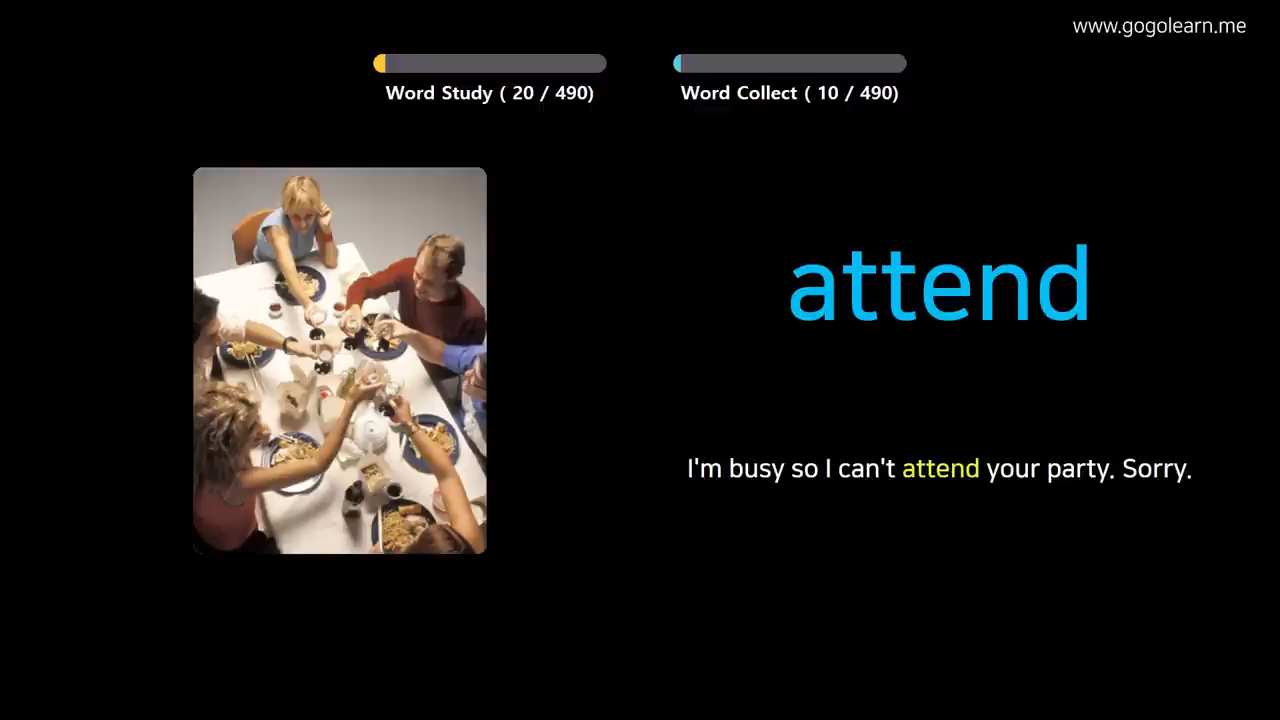 www.gogolearn.me
Word Study ( 20 / 490)
Word Collect ( 10 / 490)
attend
I'm busy so I can't attend your party. Sorry.